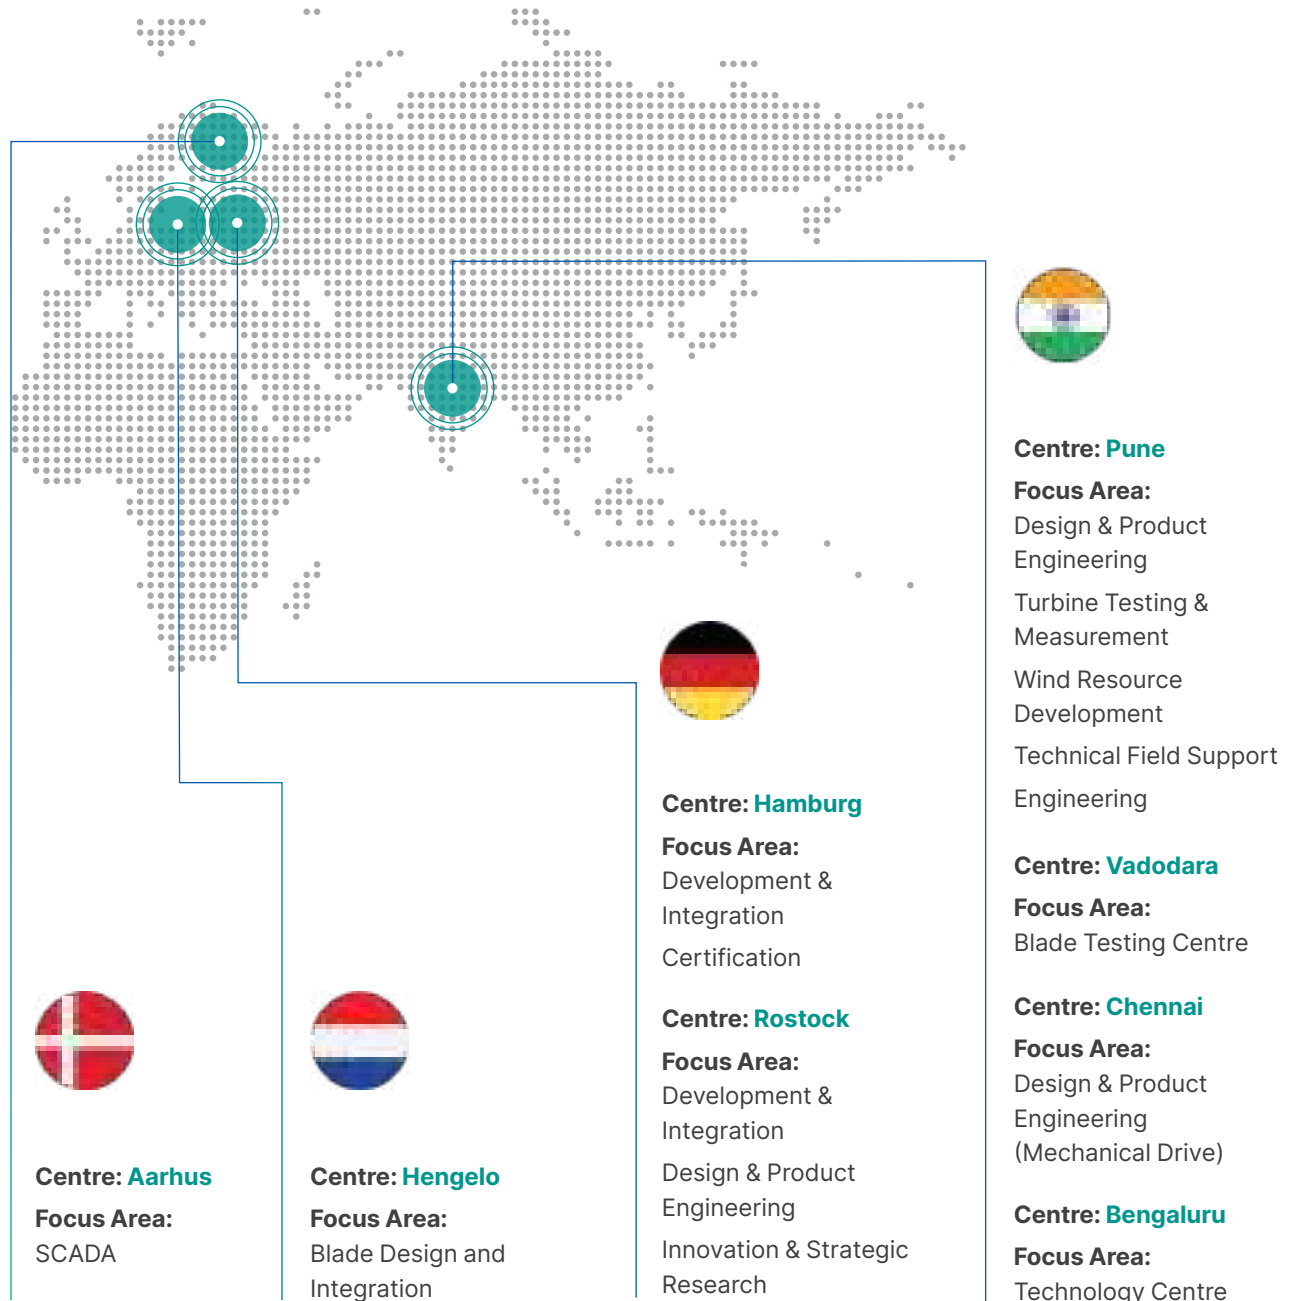 Centre: Pune
Focus Area:
Design & Product
Engineering
Turbine Testing &
Measurement
Wind Resource
Development
Technical Field Support
Engineering
Centre: Vadodara
Focus Area:
Blade Testing Centre
Centre: Chennai
Focus Area:
Design & Product
Engineering
(Mechanical Drive)
Centre: Bengaluru
Focus Area:
Technology Centre
Centre: Hamburg
Focus Area:
Development &
Integration
Certification
Centre: Rostock
Focus Area:
Development &
Integration
Design & Product
Engineering
Innovation & Strategic
Research
Centre: Aarhus
Focus Area:
SCADA
Centre: Hengelo
Focus Area:
Blade Design and
Integration